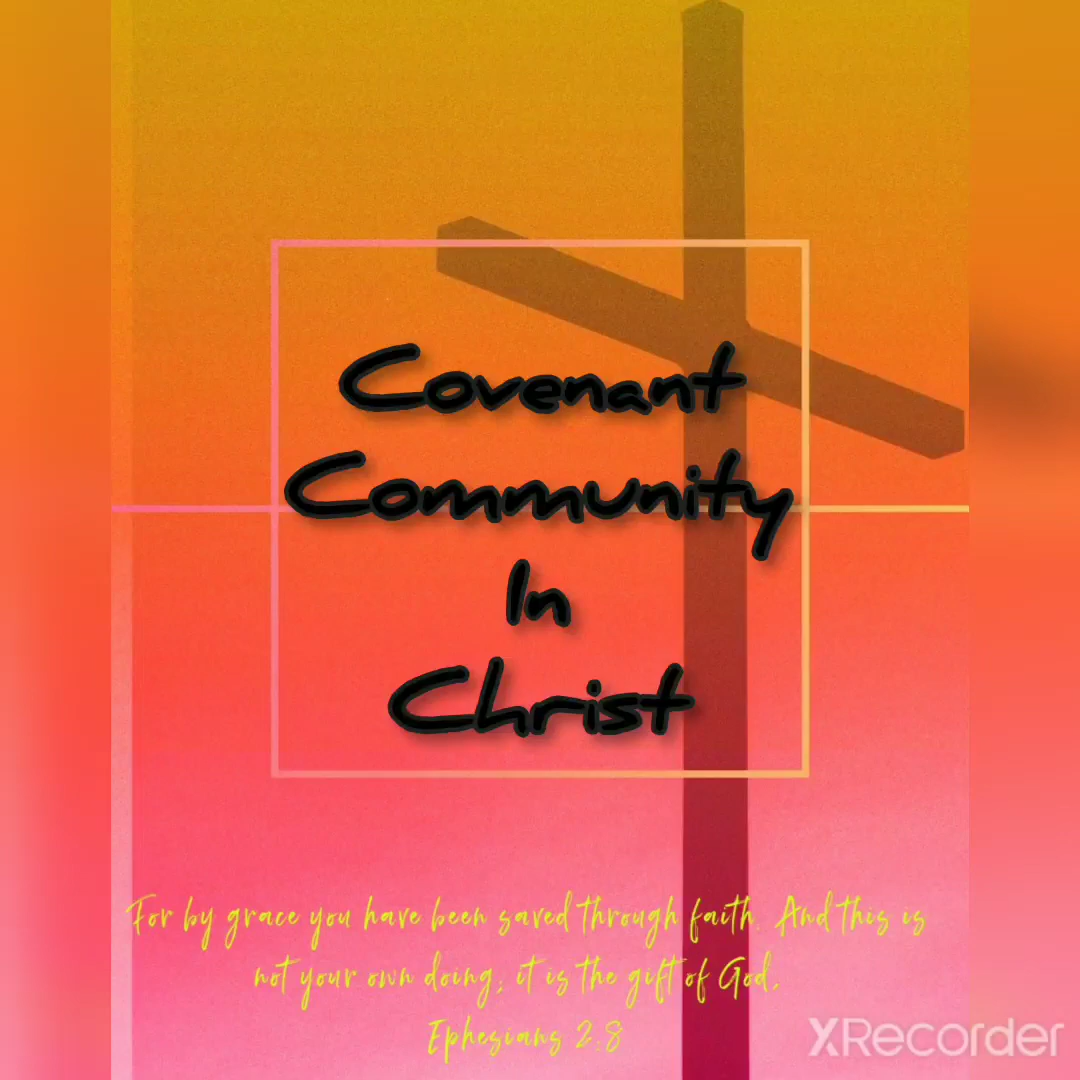 Covenant
Community
In
Christ
For by grace you have been saved through faith. And this is
not your own doing; it is the gift of God,
Ephesians 2:8
XRecorder